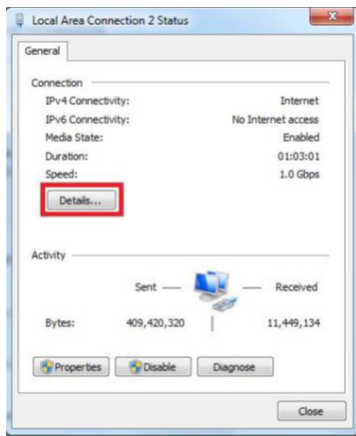 Local Area Connection 2 Status
General
Connection
IPv4 Connectivity: Internet
IPv6 Connectivity: No Internet access
Media State: Enabled
Duration: 01:03:01
Speed: 1.0 Gbps
Details...
Activity
Sent Received
Bytes: 409,420,320 11,449,134
Properties Disable Diagnose
Close